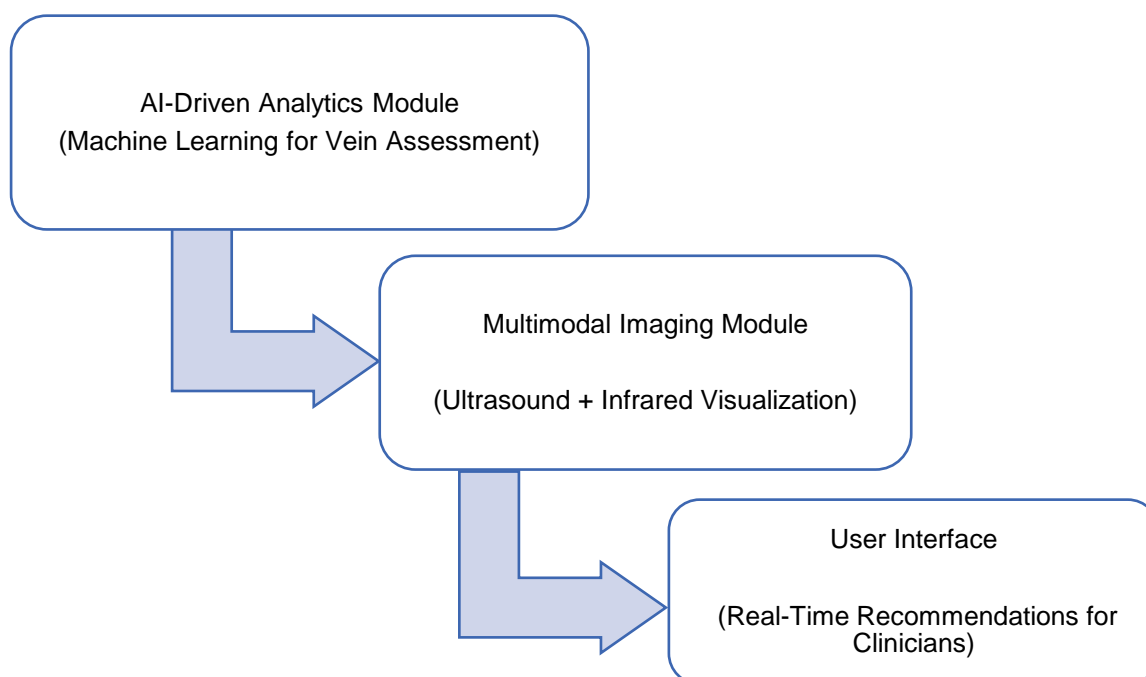 AI-Driven Analytics Module
(Machine Learning for Vein Assessment)
Multimodal Imaging Module
(Ultrasound + Infrared Visualization)
User Interface
(Real-Time Recommendations for
Clinicians)